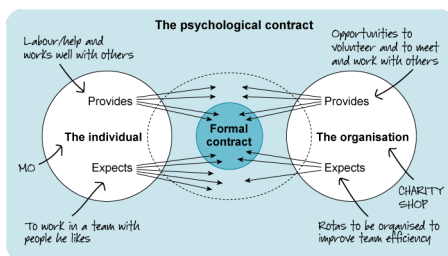 The psychological contract
Labour/help and
works well with others
Opportunities to
volunteer and to meet
and work with others
Provides
Provides
The individual
Formal
contract
The organisation
MO
Expects
Expects
CHARITY
SHOP
To work in a team with
people he likes
Rotas to be organised to
improve team efficiency